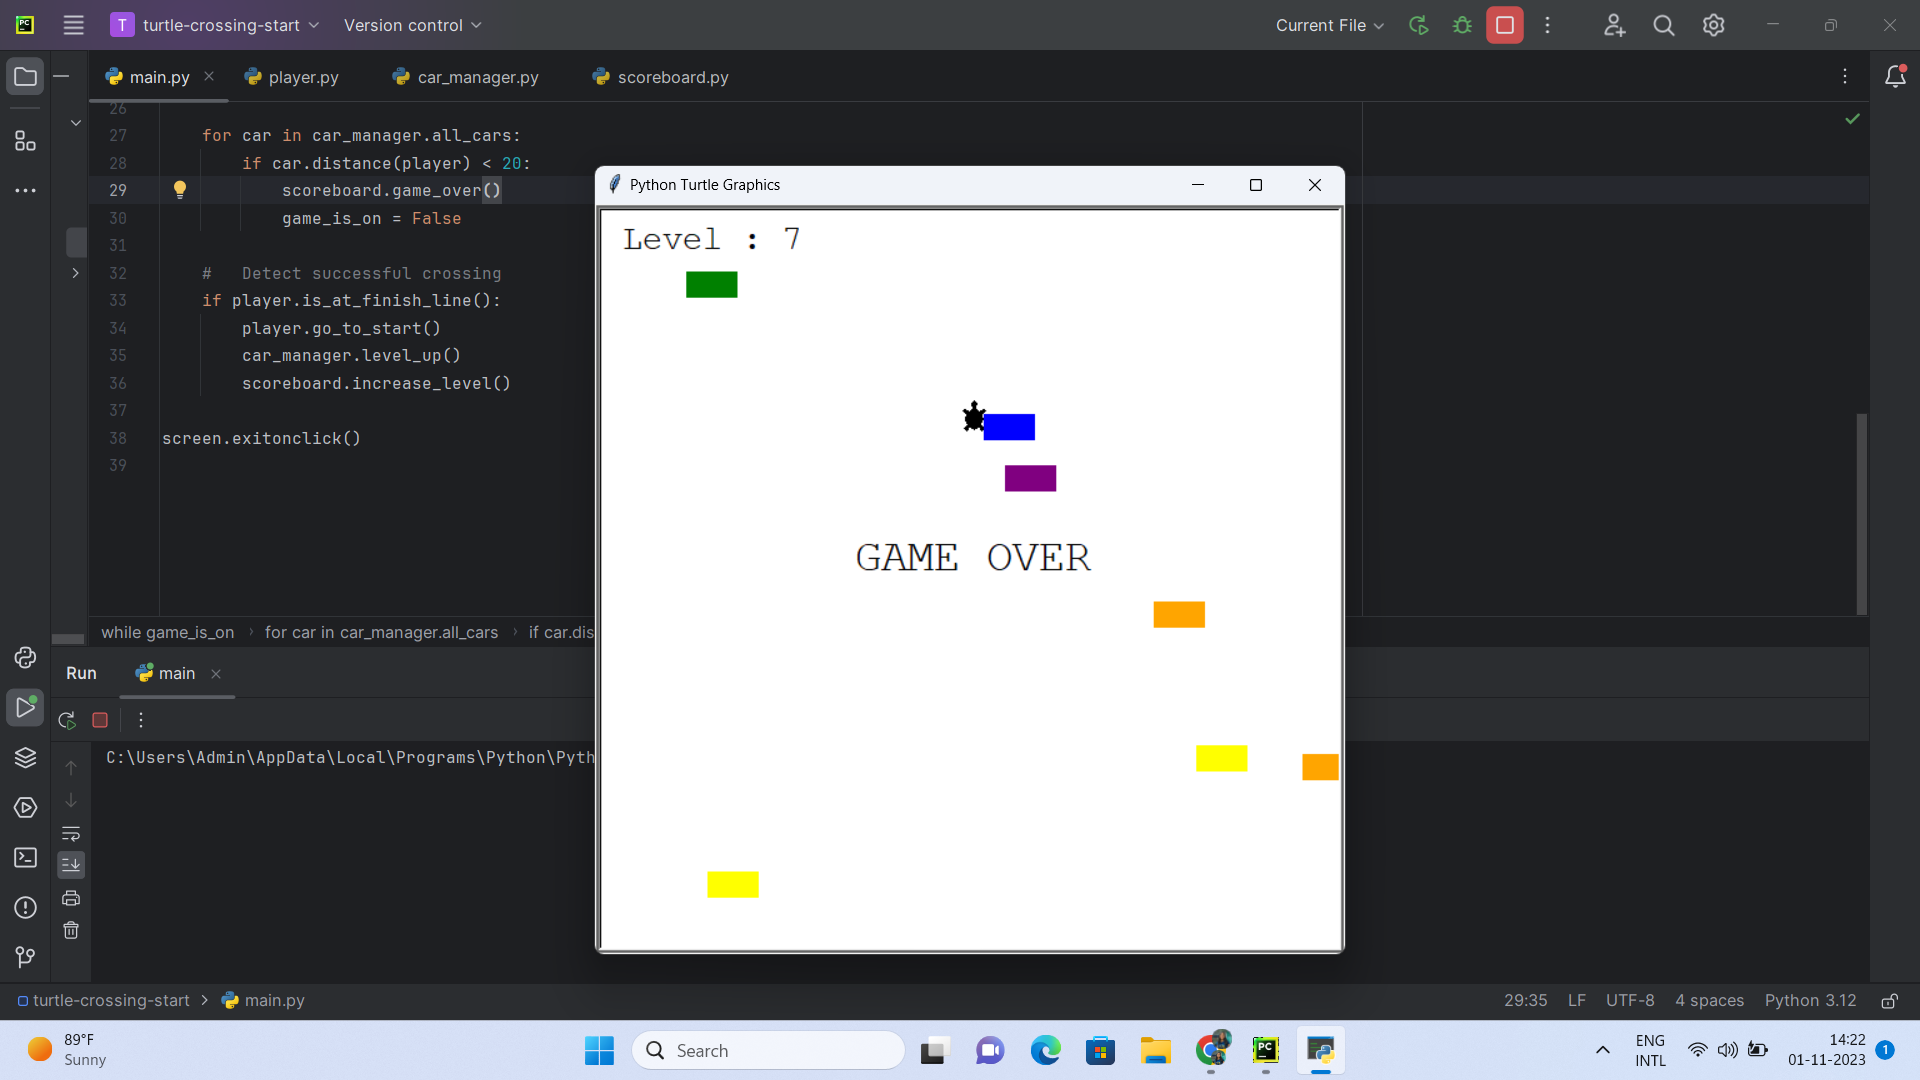 PC
T turtle-crossing-start Version control Current File
main.py player.py car_manager.py scoreboard.py
26
27 for car in car_manager.all_cars:
28 if car.distance(player) < 20:
29 scoreboard.game_over()
30 game_is_on = False
31
32 # Detect successful crossing
33 if player.is_at_finish_line():
34 player.go_to_start()
35 car_manager.level_up()
36 scoreboard.increase_level()
37
38 screen.exitonclick()
39
while game_is_on › for car in car_manager.all_cars › if car.dis
Python Turtle Graphics
Level : 7
GAME OVER
Run main
C:\Users\Admin\AppData\Local\Programs\Python\Pyth
turtle-crossing-start > main.py 29:35 LF UTF-8 4 spaces Python 3.12
89°F
Sunny
Search
PC
ENG
INTL
14:22
01-11-2023
1